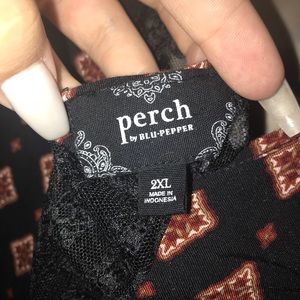 perch
by BLU·PEPPER
2XL
MADE IN
INDONESIA